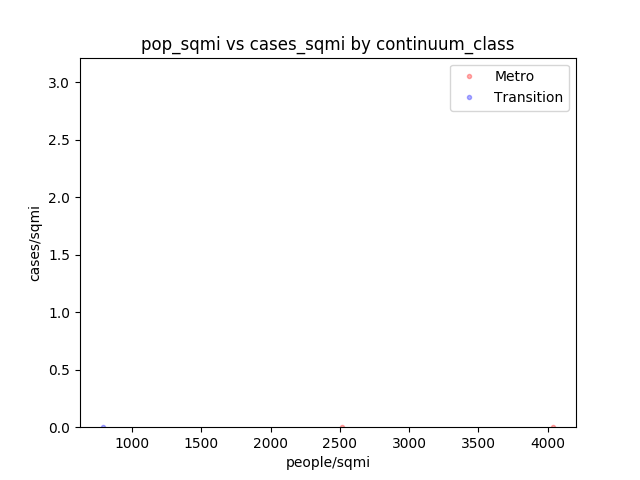 pop_sqmi vs cases_sqmi by continuum_class
Metro
Transition
3.0
2.5
2.0
1.5
1.0
0.5
0.0
cases/sqmi
1000 1500 2000 2500 3000 3500 4000
people/sqmi